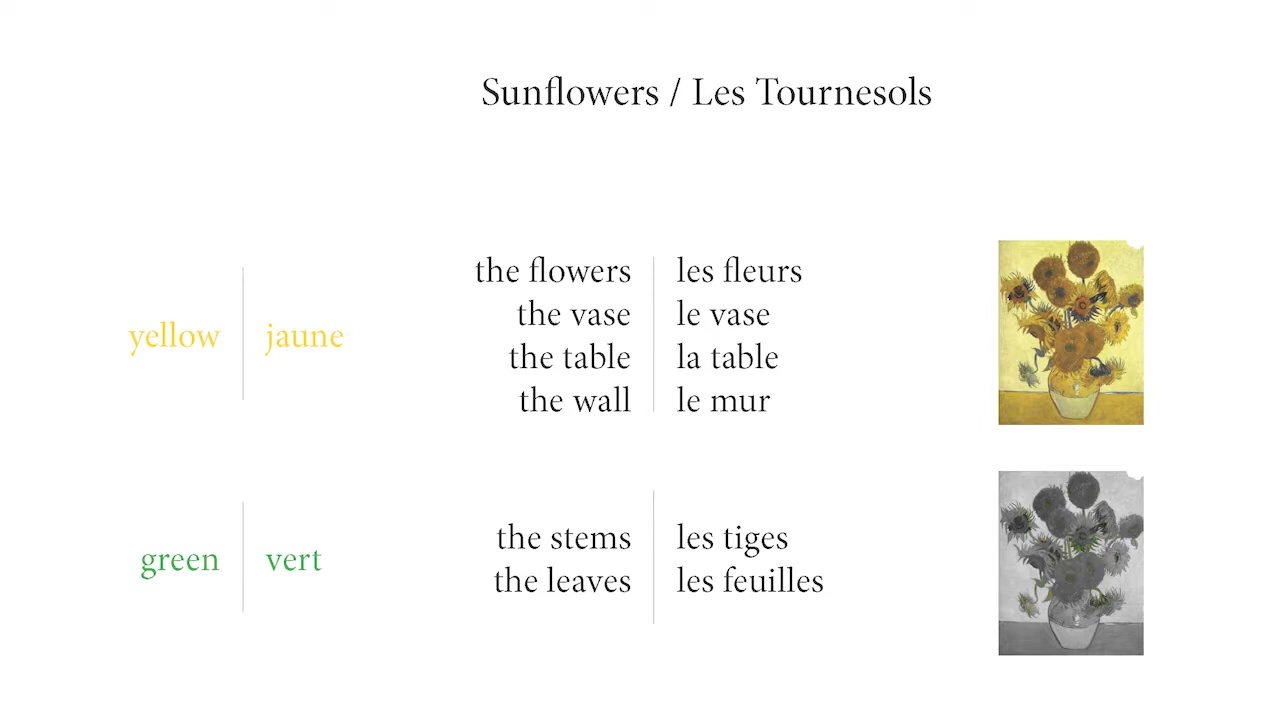 Sunflowers / Les Tournesols
yellow jaune
the flowers les fleurs
the vase le vase
the table la table
the wall le mur
green vert
the stems les tiges
the leaves les feuilles